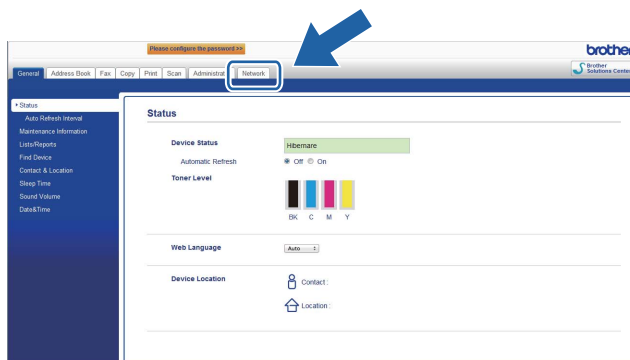 Please configure the password >>
brother
General Address Book Fax Copy Print Scan Administrat Network
Brother
Solutions Center
Status
Auto Refresh Interval
Maintenance Information
Lists/Reports
Find Device
Contact & Location
Sleep Time
Sound Volume
Date&Time
Status
Device Status Hibernare
Automatic Refresh Off On
Toner Level
BK C M Y
Web Language Auto
Device Location Contact :
Location :